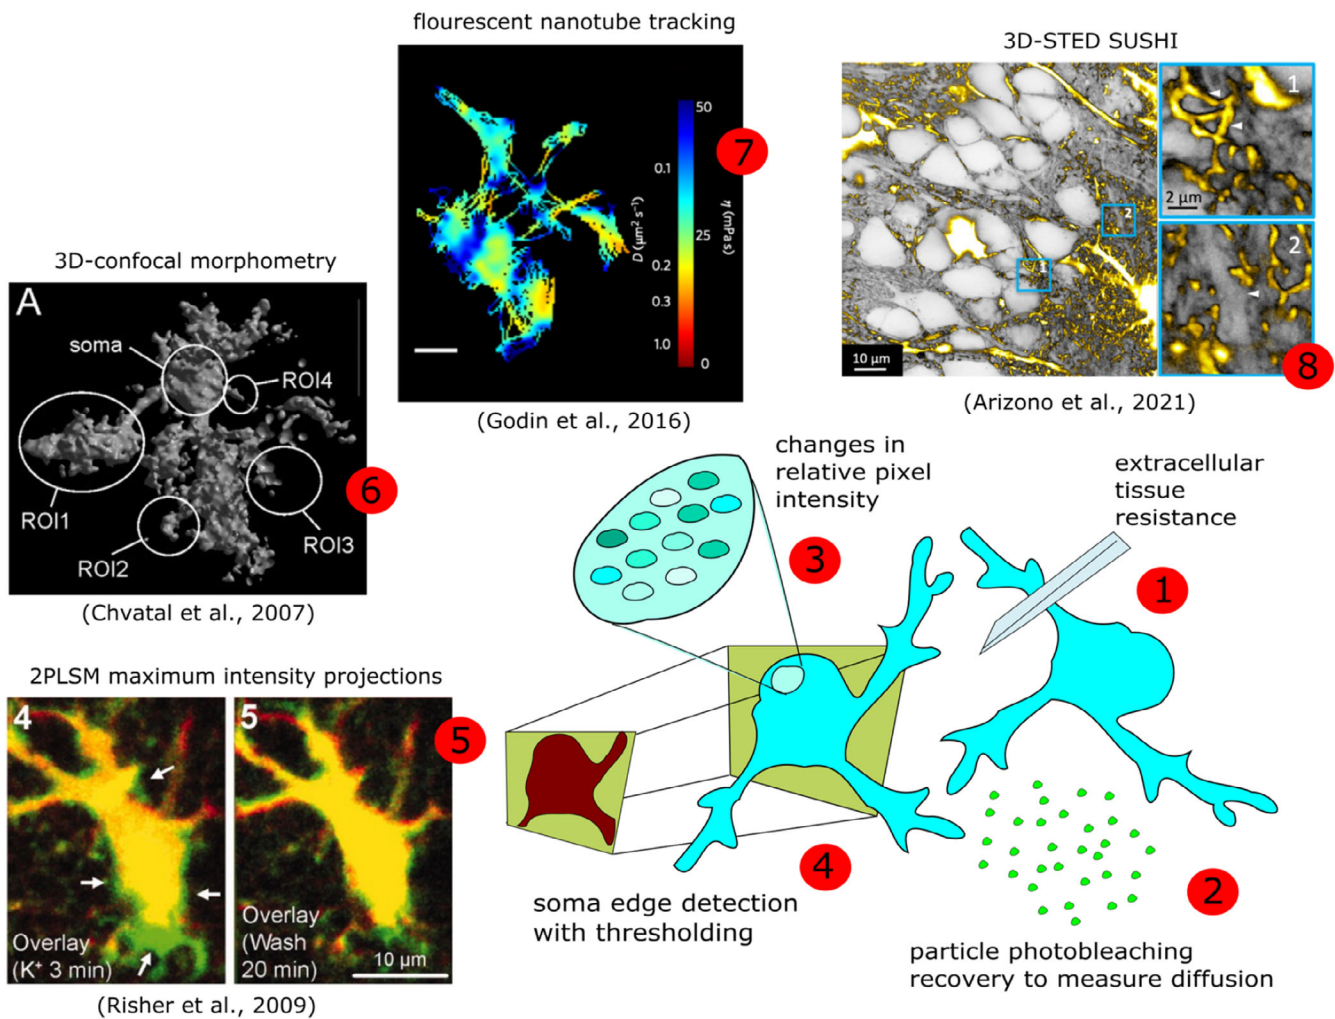 flourescent nanotube tracking
50
0.1
25
0.2
0.3
1.0
0
D (μm² s⁻¹)
η (mPas)
7
(Godin et al., 2016)
3D-STED SUSHI
1
2 μm
2
2
1
10 μm
8
(Arizono et al., 2021)
3D-confocal morphometry
A
soma
ROI4
ROI1
ROI2
ROI3
6
(Chvatal et al., 2007)
2PLSM maximum intensity projections
4
Overlay
(K⁺ 3 min)
5
Overlay
(Wash
20 min)
10 μm
5
(Risher et al., 2009)
changes in
relative pixel
intensity
3
extracellular
tissue
resistance
1
4
soma edge detection
with thresholding
2
particle photobleaching
recovery to measure diffusion